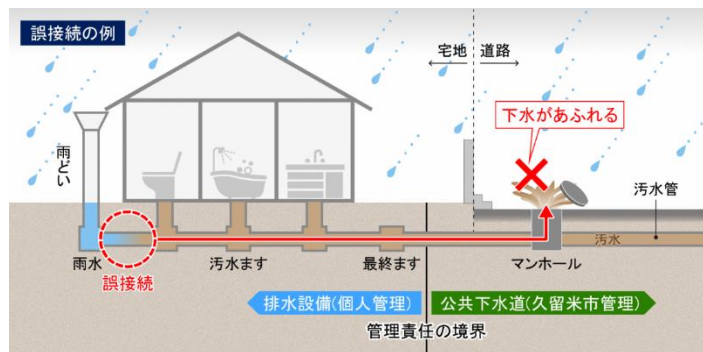 誤接続の例
宅地 道路
下水があふれる
雨どい
汚水管
汚水
雨水
汚水ます
最終ます
マンホール
誤接続
排水設備(個人管理)
公共下水道(久留米市管理)
管理責任の境界